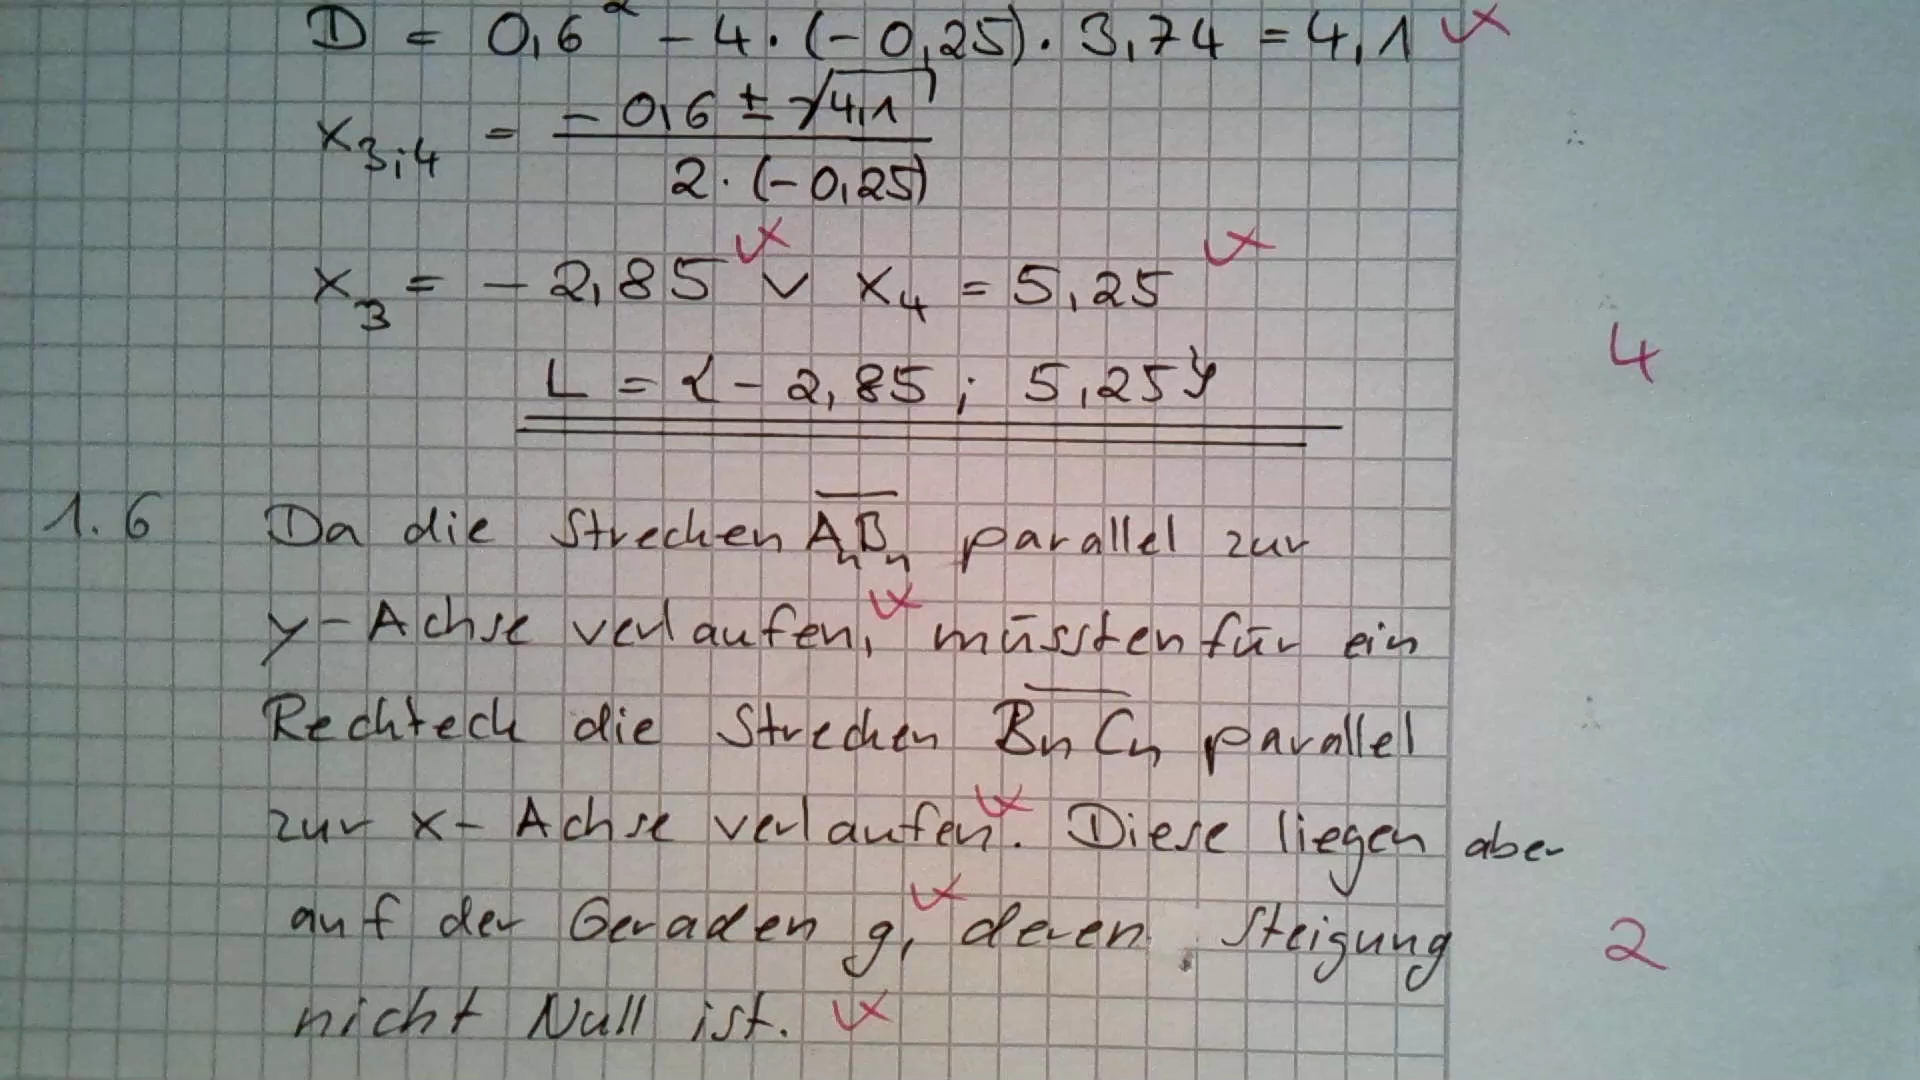 D = 0,6² - 4 · (-0,25) · 3,74 = 4,1
x₃;₄ = (-0,6 ± √4,1) / (2 · (-0,25))
x₃ = -2,85 ∨ x₄ = 5,25
4
L = {-2,85 ; 5,25}
1.6 Da die Strecken A̅ₙB̅ₙ parallel zur
y-Achse verlaufen, müssten für ein
Rechteck die Strecken B̅ₙC̅ₙ parallel
zur x-Achse verlaufen. Diese liegen aber
auf der Geraden g, deren Steigung
2
nicht Null ist.